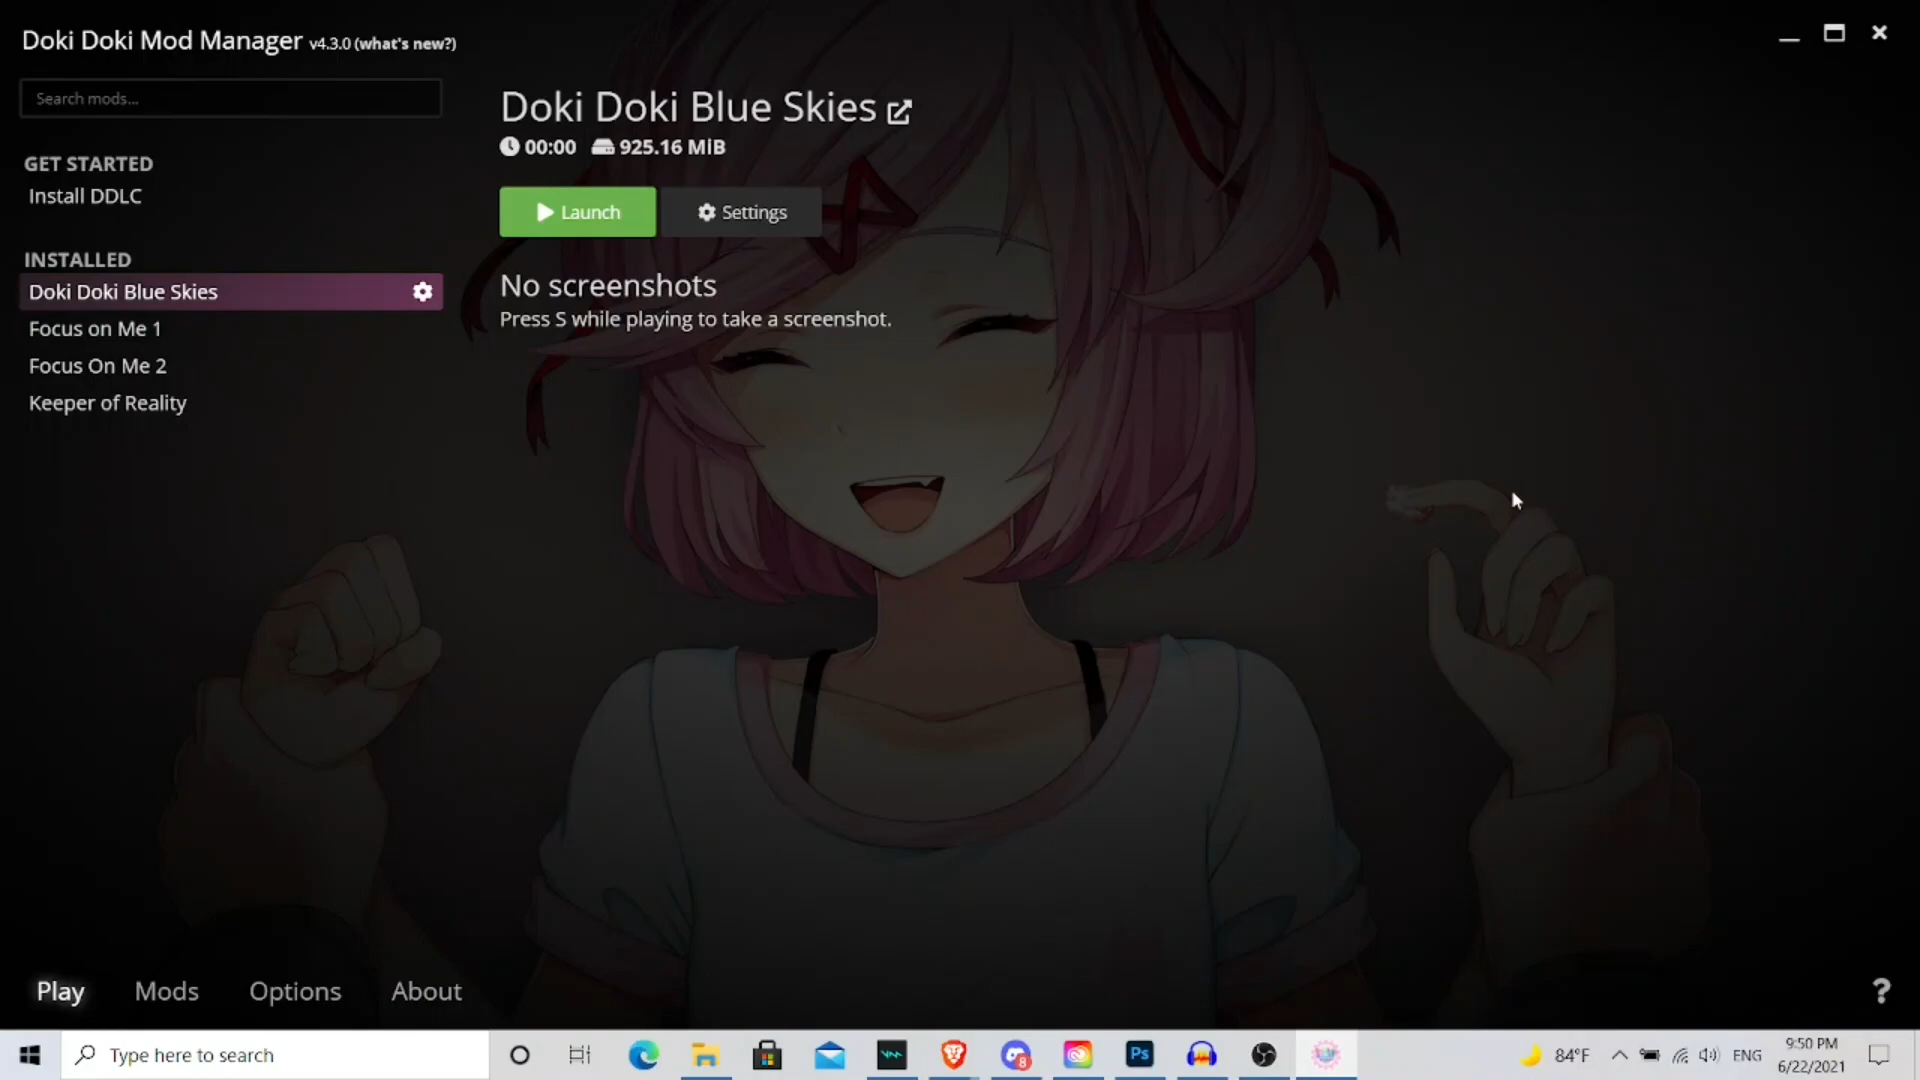 Doki Doki Mod Manager v4.3.0 (what's new?)
Search mods...
GET STARTED
Install DDLC
INSTALLED
Doki Doki Blue Skies
Focus on Me 1
Focus On Me 2
Keeper of Reality
Doki Doki Blue Skies
00:00 925.16 MiB
Launch Settings
No screenshots
Press S while playing to take a screenshot.
Play Mods Options About
?
Type here to search
8
Ps
84°F
ENG
9:50 PM
6/22/2021